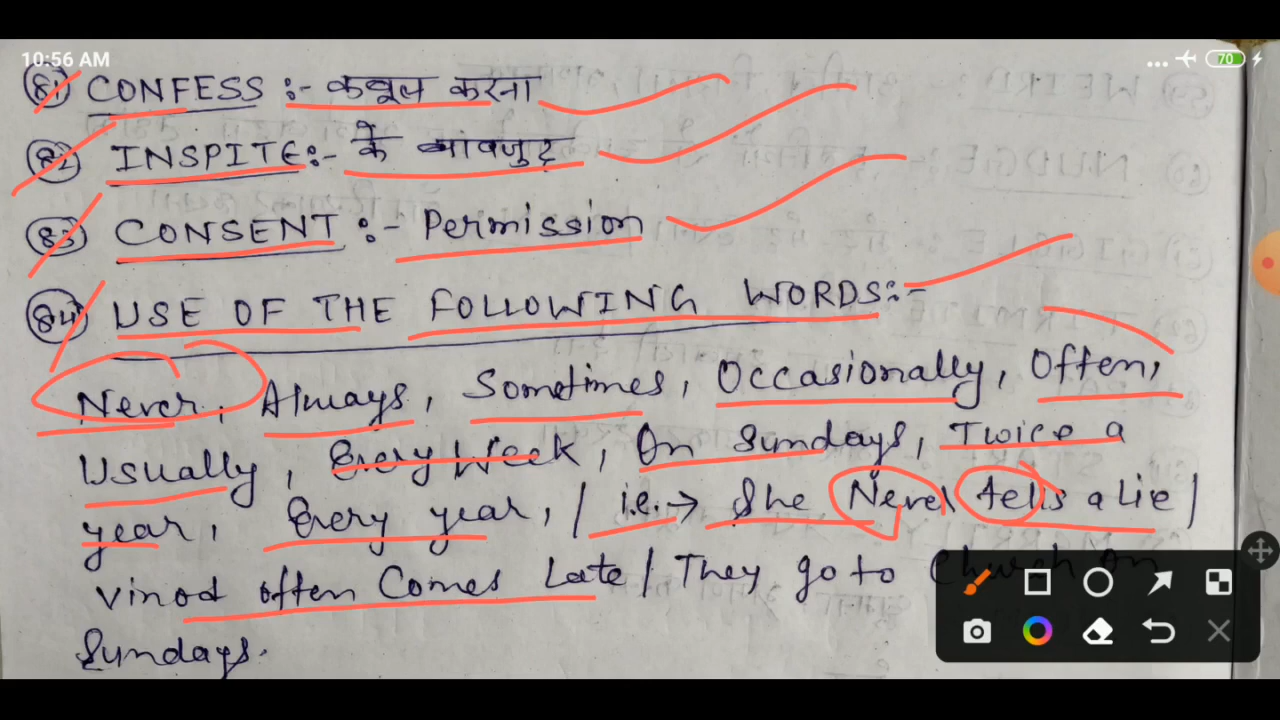 10:56 AM
70
81) CONFESS :- कबूल करना
82) INSPITE:- के बावजुद
83) CONSENT :- Permission
84) USE OF THE FOLLOWING WORDS:-
Never, Always, Sometimes, Occasionally, Often,
Usually, Every Week, On Sundays, Twice a
year, Every year, / i.e.→ She Never tells a lie /
vinod often Comes Late / They go to Church on
Sundays.